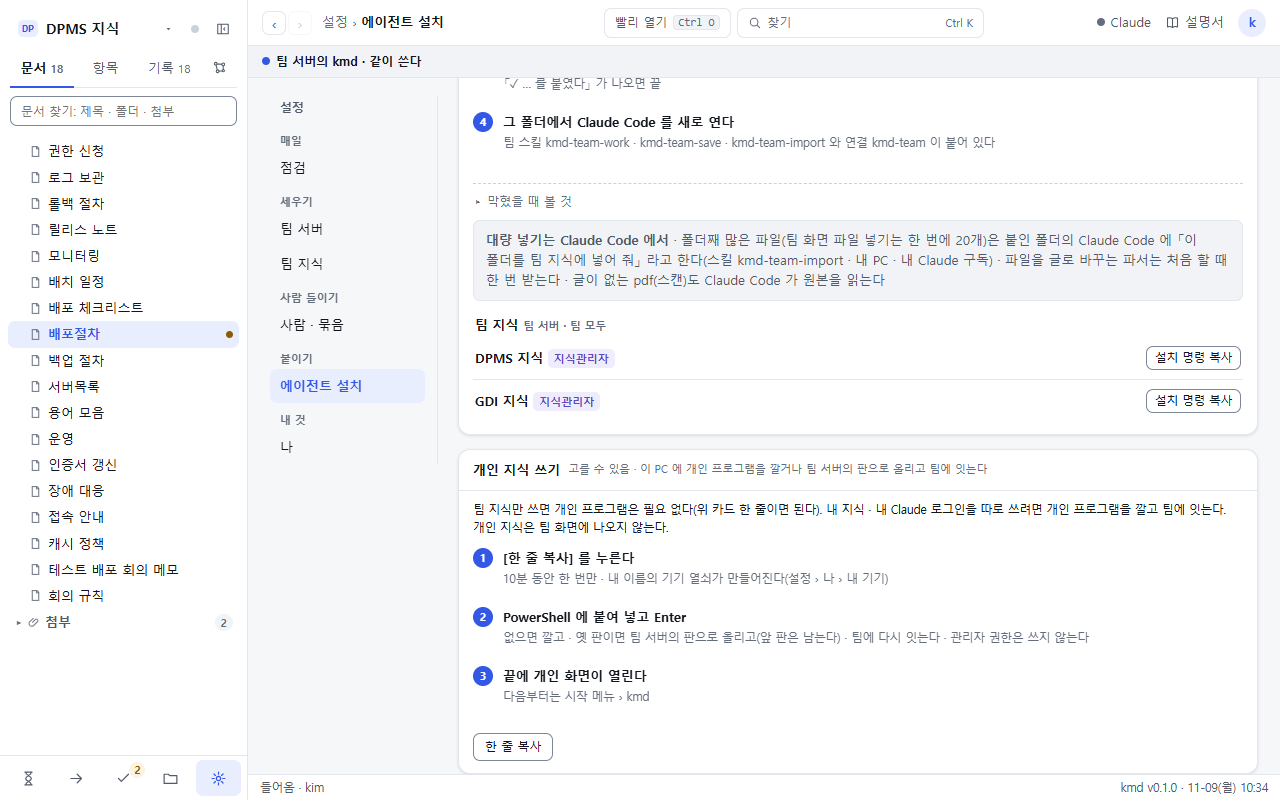 DP DPMS 지식
문서 18 항목 기록 18
문서 찾기: 제목 · 폴더 · 첨부
권한 신청
로그 보관
롤백 절차
릴리스 노트
모니터링
배치 일정
배포 체크리스트
배포절차
백업 절차
서버목록
용어 모음
운영
인증서 갱신
장애 대응
접속 안내
캐시 정책
테스트 배포 회의 메모
회의 규칙
첨부 2
2
‹ › 설정 › 에이전트 설치
빨리 열기 Ctrl O
찾기 Ctrl K
Claude 설명서 k
팀 서버의 kmd · 같이 쓴다
설정
매일
점검
세우기
팀 서버
팀 지식
사람 들이기
사람 · 묶음
붙이기
에이전트 설치
내 것
나
「✓ ... 를 붙였다」 가 나오면 끝
4 그 폴더에서 Claude Code 를 새로 연다
팀 스킬 kmd-team-work · kmd-team-save · kmd-team-import 와 연결 kmd-team 이 붙어 있다
▸ 막혔을 때 볼 것
대량 넣기는 Claude Code 에서 · 폴더째 많은 파일(팀 화면 파일 넣기는 한 번에 20개)은 붙인 폴더의 Claude Code 에 「이
폴더를 팀 지식에 넣어 줘」 라고 한다(스킬 kmd-team-import · 내 PC · 내 Claude 구독) · 파일을 글로 바꾸는 파서는 처음 할 때
한 번 받는다 · 글이 없는 pdf(스캔)도 Claude Code 가 원본을 읽는다
팀 지식 팀 서버 · 팀 모두
DPMS 지식 지식관리자 설치 명령 복사
GDI 지식 지식관리자 설치 명령 복사
개인 지식 쓰기 고를 수 있음 · 이 PC 에 개인 프로그램을 깔거나 팀 서버의 판으로 올리고 팀에 잇는다
팀 지식만 쓰면 개인 프로그램은 필요 없다(위 카드 한 줄이면 된다). 내 지식 · 내 Claude 로그인을 따로 쓰려면 개인 프로그램을 깔고 팀에 잇는다.
개인 지식은 팀 화면에 나오지 않는다.
1 [한 줄 복사] 를 누른다
10분 동안 한 번만 · 내 이름의 기기 열쇠가 만들어진다(설정 › 나 › 내 기기)
2 PowerShell 에 붙여 넣고 Enter
없으면 깔고 · 옛 판이면 팀 서버의 판으로 올리고(앞 판은 남는다) · 팀에 다시 잇는다 · 관리자 권한은 쓰지 않는다
3 끝에 개인 화면이 열린다
다음부터는 시작 메뉴 › kmd
한 줄 복사
들어옴 · kim
kmd v0.1.0 · 11-09(월) 10:34